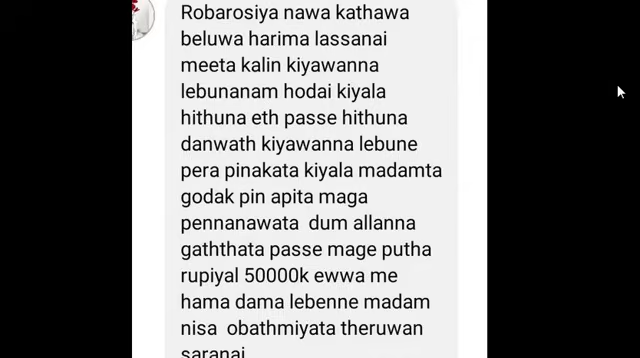 Robarosiya nawa kathawa
beluwa harima lassanai
meeta kalin kiyawanna
lebunanam hodai kiyala
hithuna eth passe hithuna
danwath kiyawanna lebune
pera pinakata kiyala madamta
godak pin apita maga
pennanawata dum allanna
gaththata passe mage putha
rupiyal 50000k ewwa me
hama dama lebenne madam
nisa obathmiyata theruwan
saranai